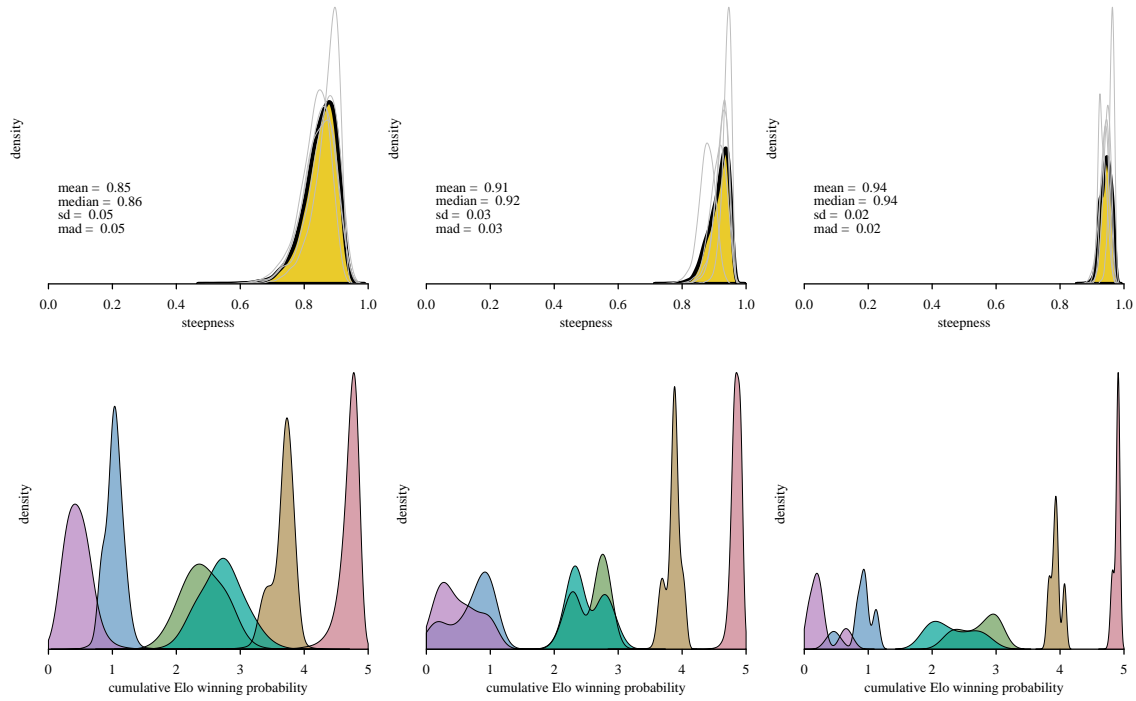 density
mean = 0.85
median = 0.86
sd = 0.05
mad = 0.05
0.0 0.2 0.4 0.6 0.8 1.0
steepness
density
mean = 0.91
median = 0.92
sd = 0.03
mad = 0.03
0.0 0.2 0.4 0.6 0.8 1.0
steepness
density
mean = 0.94
median = 0.94
sd = 0.02
mad = 0.02
0.0 0.2 0.4 0.6 0.8 1.0
steepness
density
0 1 2 3 4 5
cumulative Elo winning probability
density
0 1 2 3 4 5
cumulative Elo winning probability
density
0 1 2 3 4 5
cumulative Elo winning probability